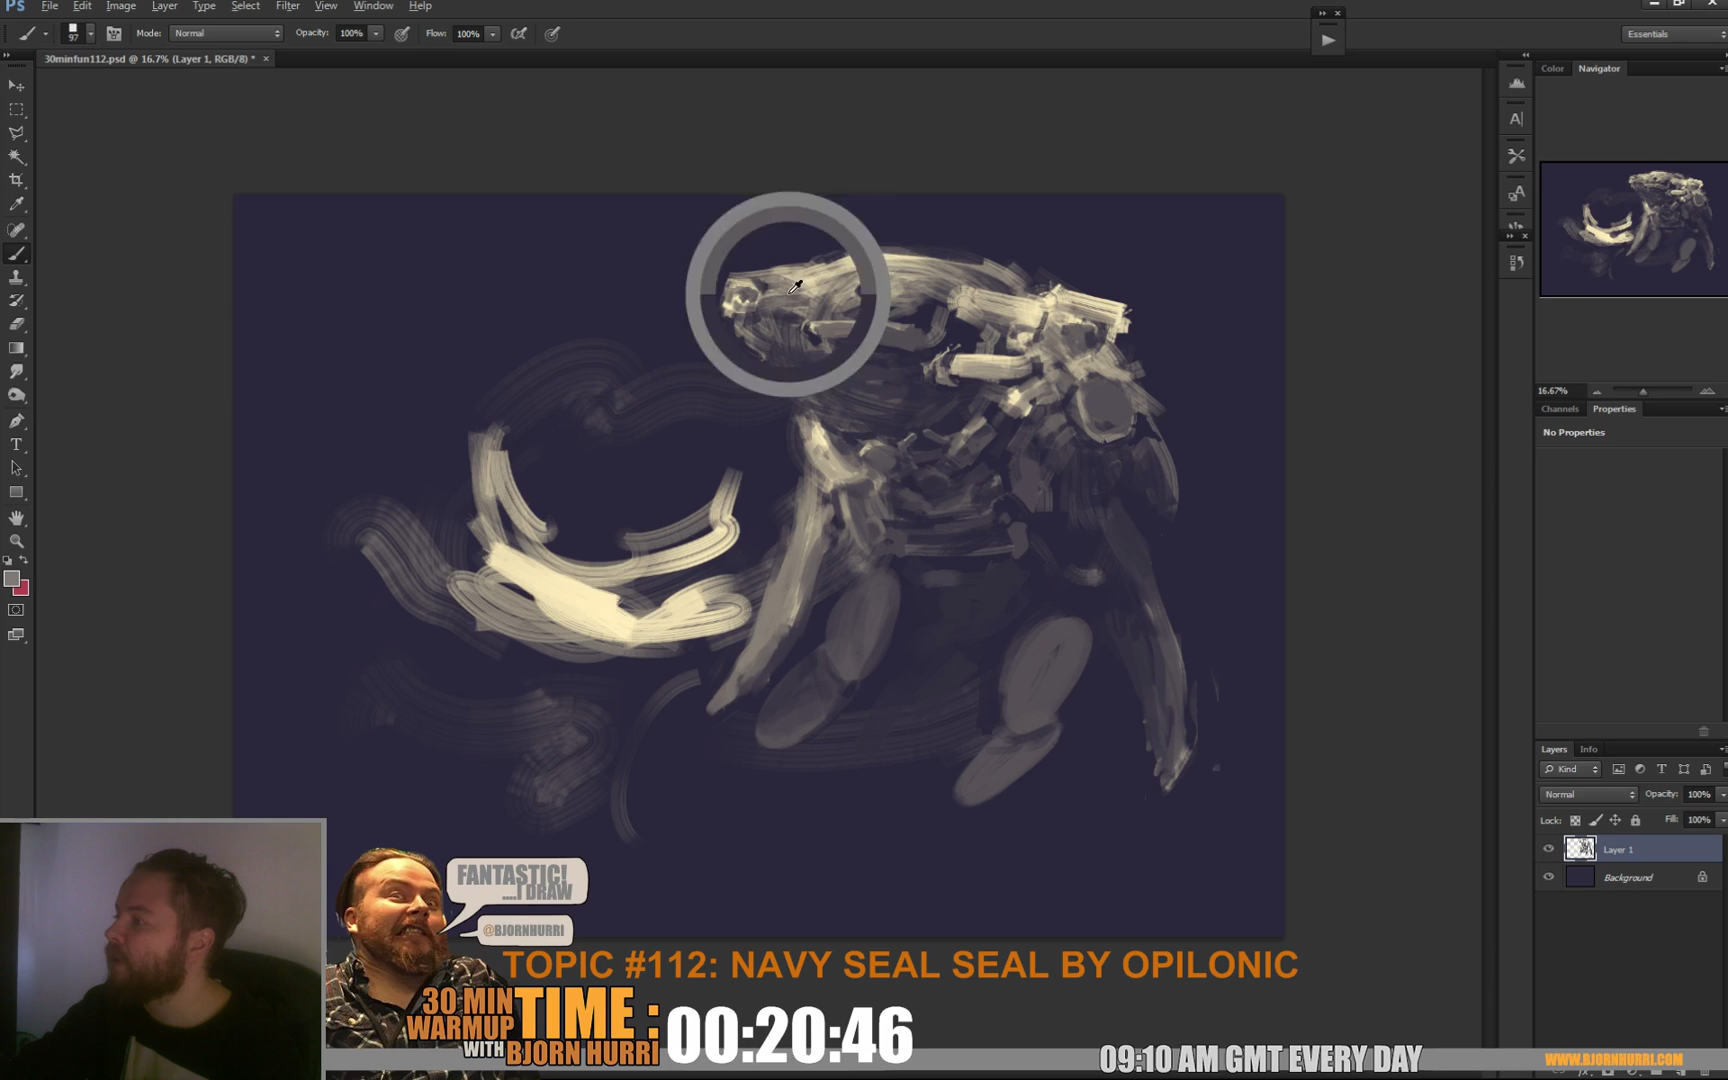 Ps File Edit Image Layer Type Select Filter View Window Help
97 Mode: Normal Opacity: 100% Flow: 100% Essentials
30minfun112.psd @ 16.7% (Layer 1, RGB/8) * ×
Color Navigator
16.67%
Channels Properties
No Properties
Layers Info
Kind
Normal Opacity: 100%
Lock: Fill: 100%
Layer 1
Background
FANTASTIC!
....I DRAW
@BJORNHURRI
TOPIC #112: NAVY SEAL SEAL BY OPILONIC
30 MIN
WARMUP
WITH BJORN HURRI
TIME : 00:20:46
09:10 AM GMT EVERY DAY
WWW.BJORNHURRI.COM